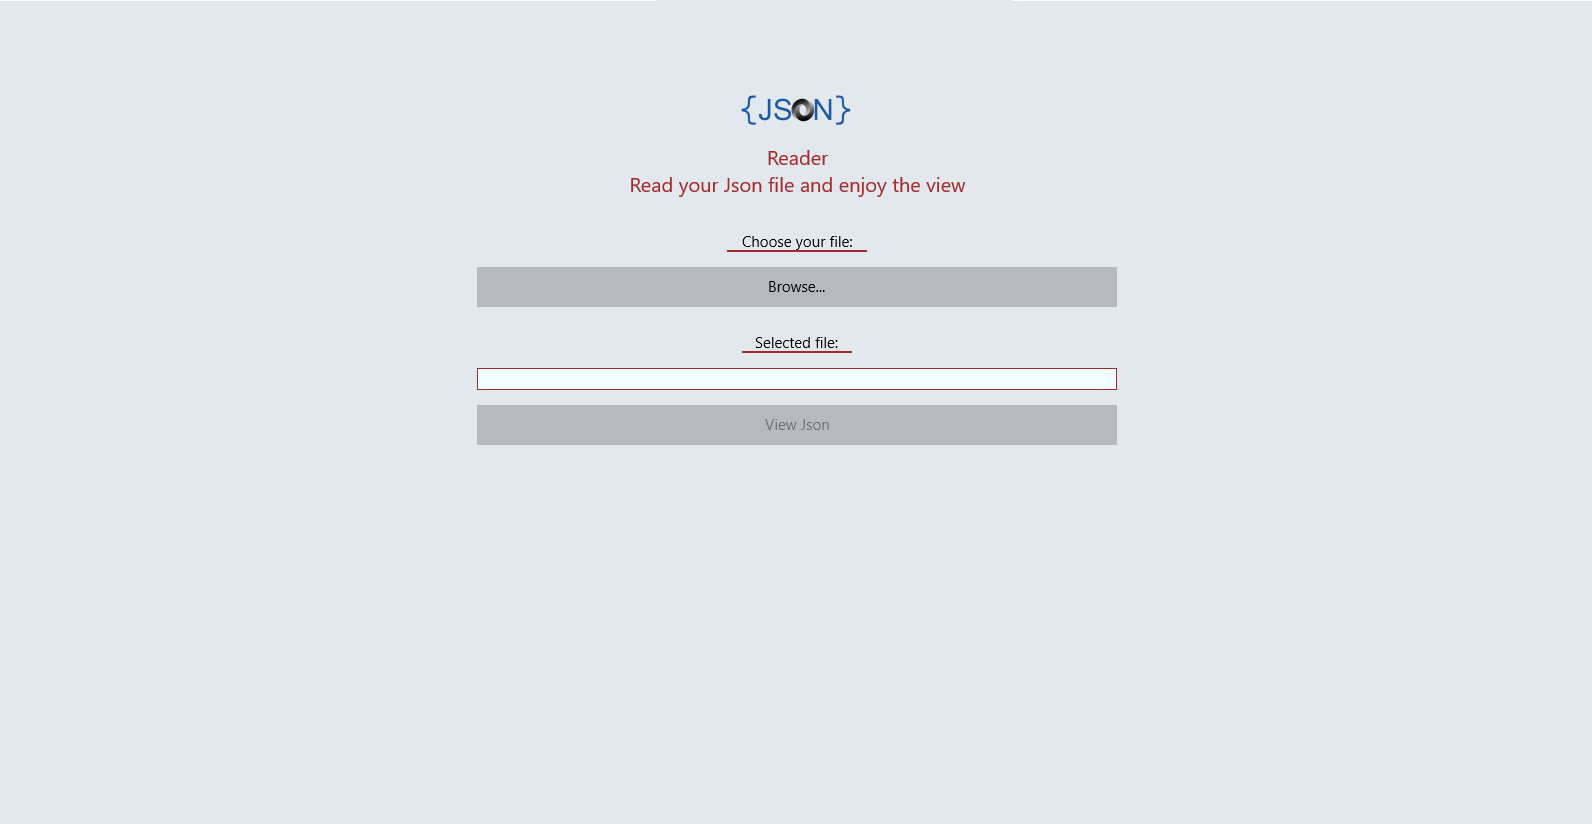 {JSON}
Reader
Read your Json file and enjoy the view
Choose your file:
Browse...
Selected file:
View Json